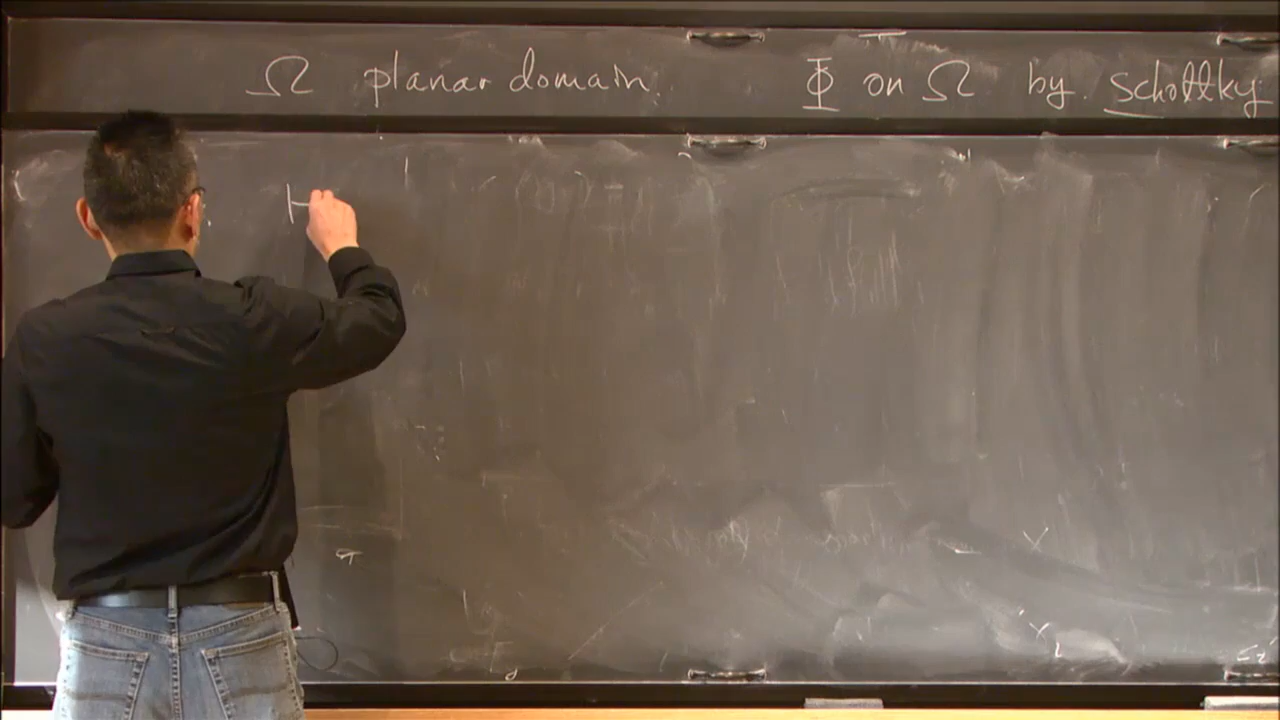 Ω planar domain. Φ on Ω by Schottky
H